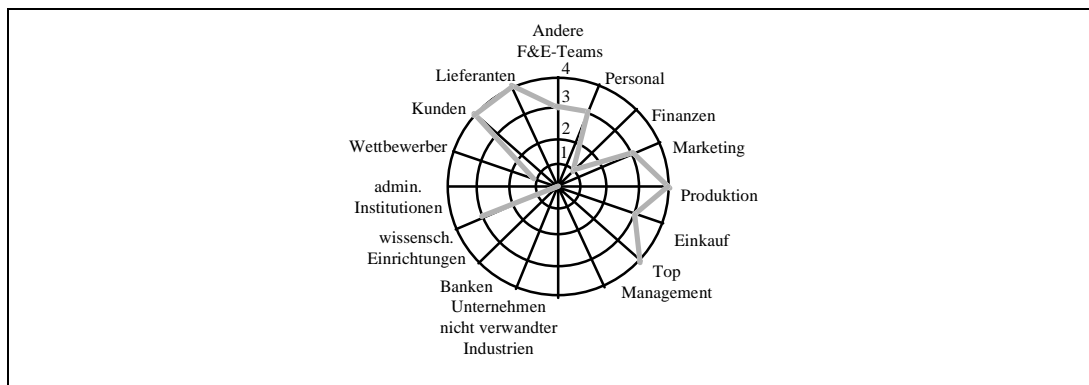 Andere
F&E-Teams
Lieferanten
4
Personal
Kunden
3
Finanzen
Wettbewerber
2
Marketing
1
admin.
Institutionen
Produktion
wissensch.
Einrichtungen
Einkauf
Banken
Top
Management
Unternehmen
nicht verwandter
Industrien